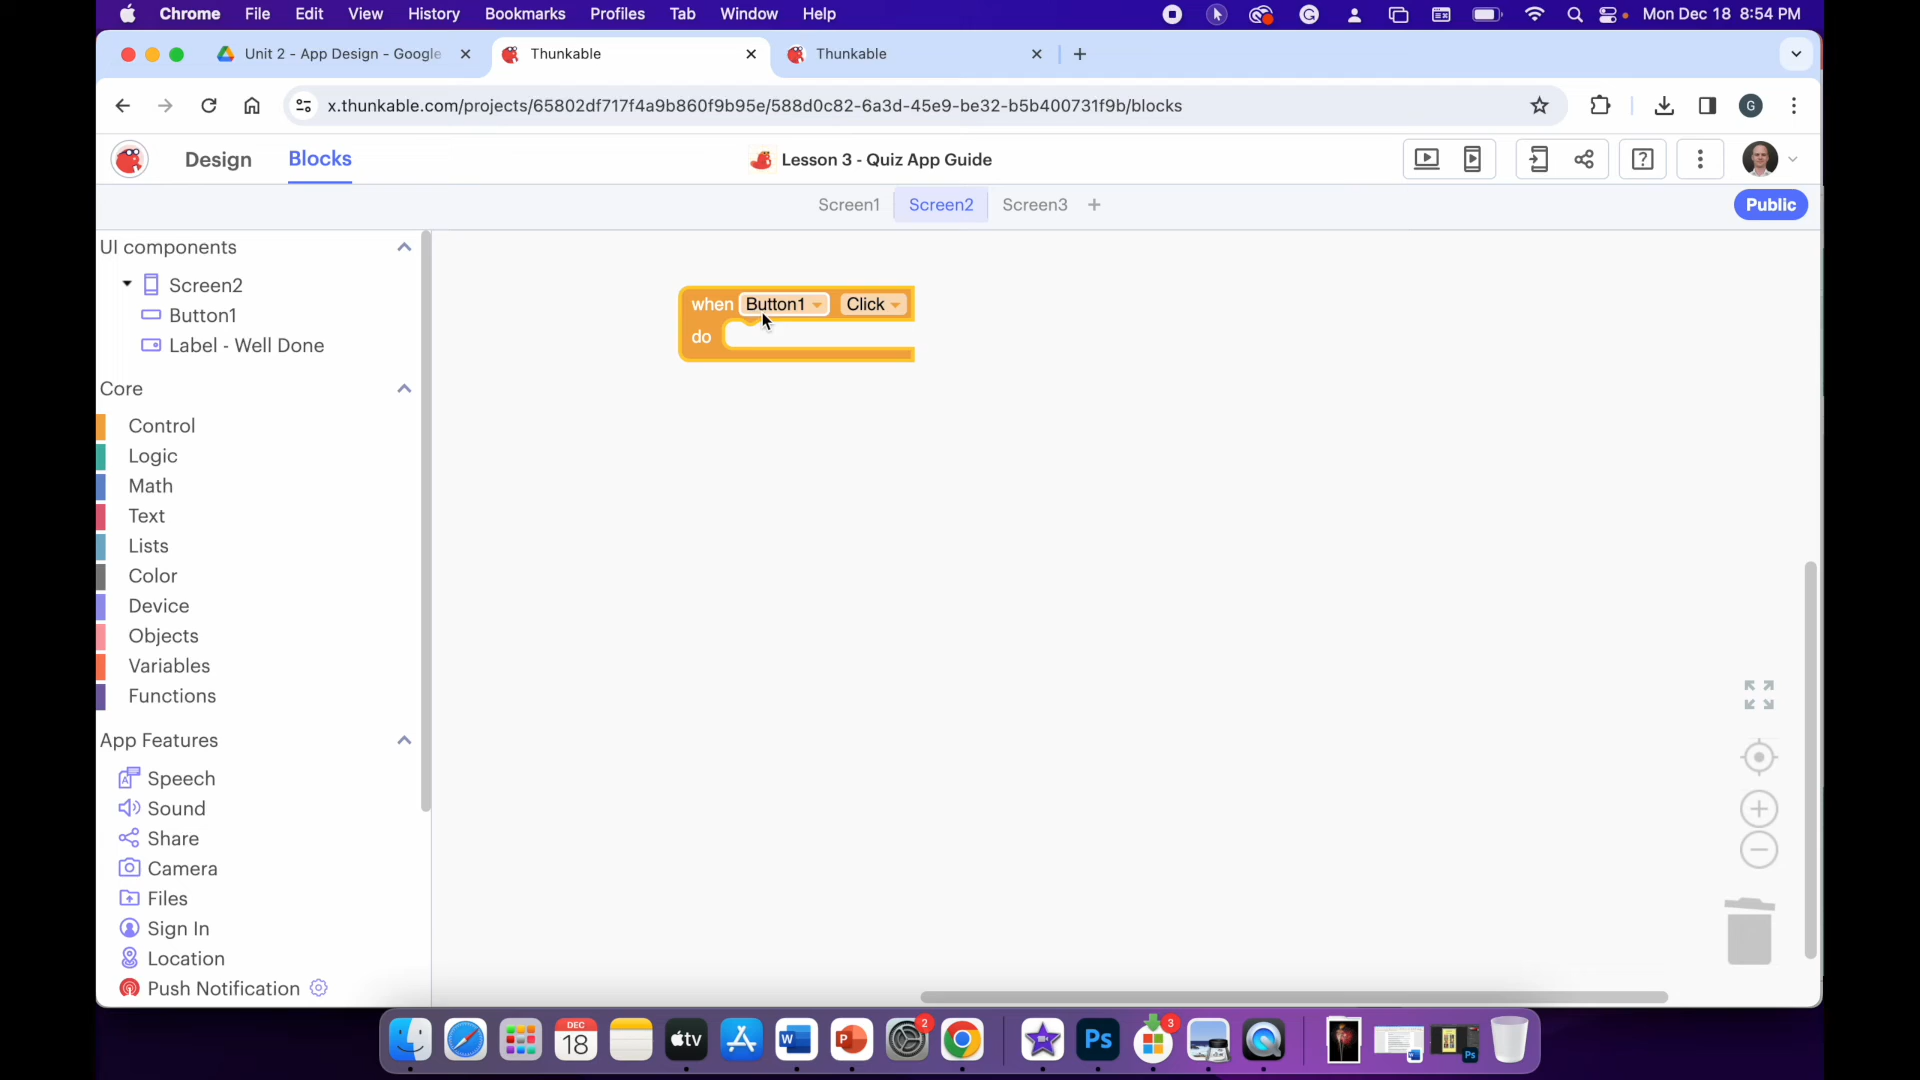 Chrome File Edit View History Bookmarks Profiles Tab Window Help Mon Dec 18 8:54 PM
Unit 2 - App Design - Google Thunkable Thunkable
x.thunkable.com/projects/65802df717f4a9b860f9b95e/588d0c82-6a3d-45e9-be32-b5b400731f9b/blocks G
Design Blocks Lesson 3 - Quiz App Guide
Screen1 Screen2 Screen3 + Public
UI components
Screen2
when Button1 Click
Button1
do
Label - Well Done
Core
Control
Logic
Math
Text
Lists
Color
Device
Objects
Variables
Functions
App Features
Speech
Sound
Share
Camera
Files
Sign In
Location
Push Notification
DEC
18
tv
W
P
2
Ps
3